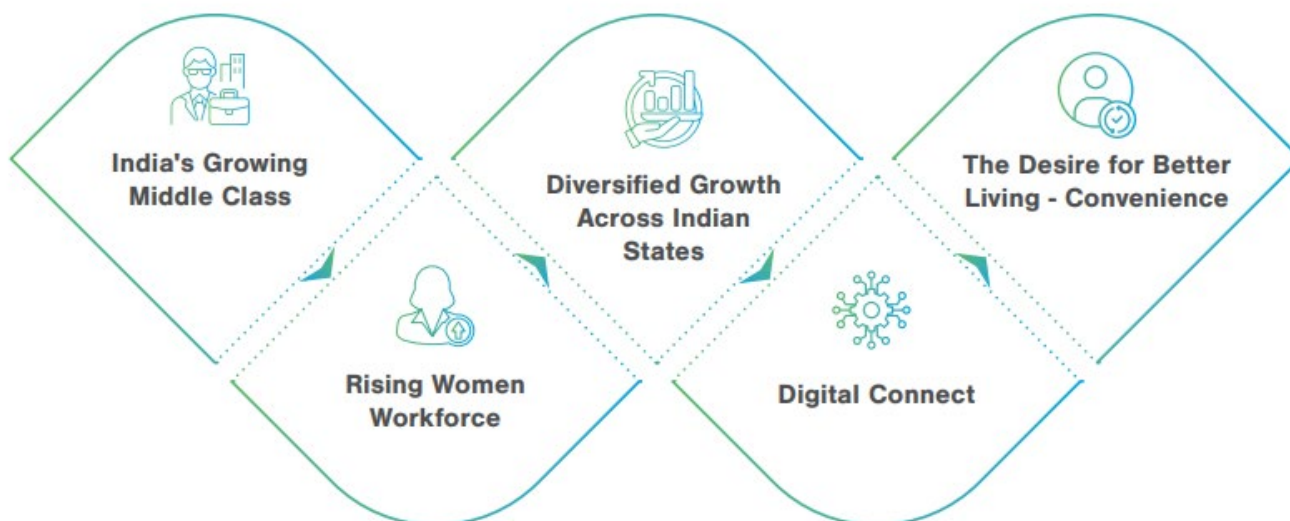 India's Growing
Middle Class
Rising Women
Workforce
Diversified Growth
Across Indian
States
Digital Connect
The Desire for Better
Living - Convenience